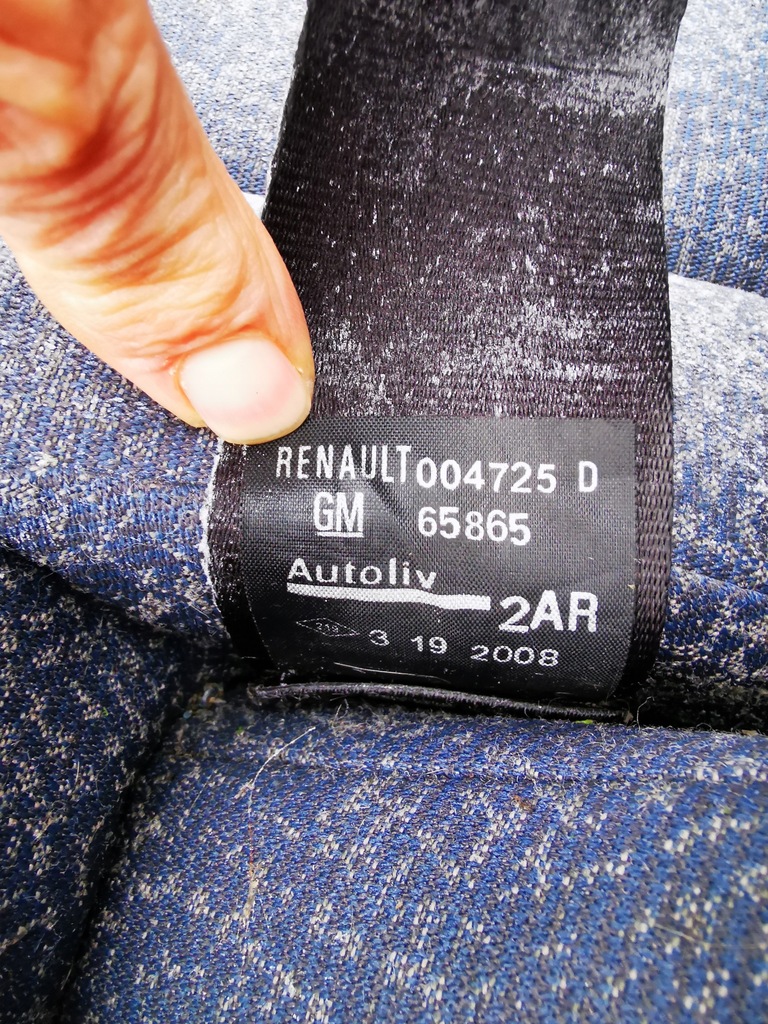 RENAULT 004725 D
GM 65865
Autoliv
2AR
3 19 2008